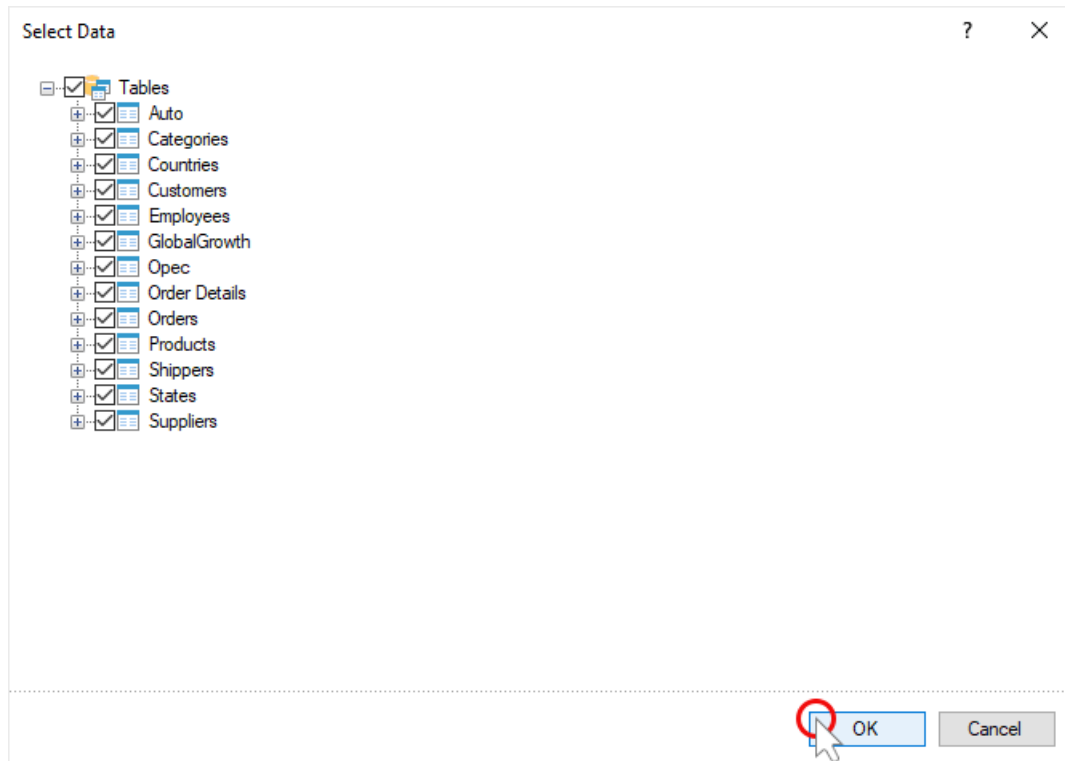 Select Data ?
Tables
Auto
Categories
Countries
Customers
Employees
GlobalGrowth
Opec
Order Details
Orders
Products
Shippers
States
Suppliers
OK Cancel